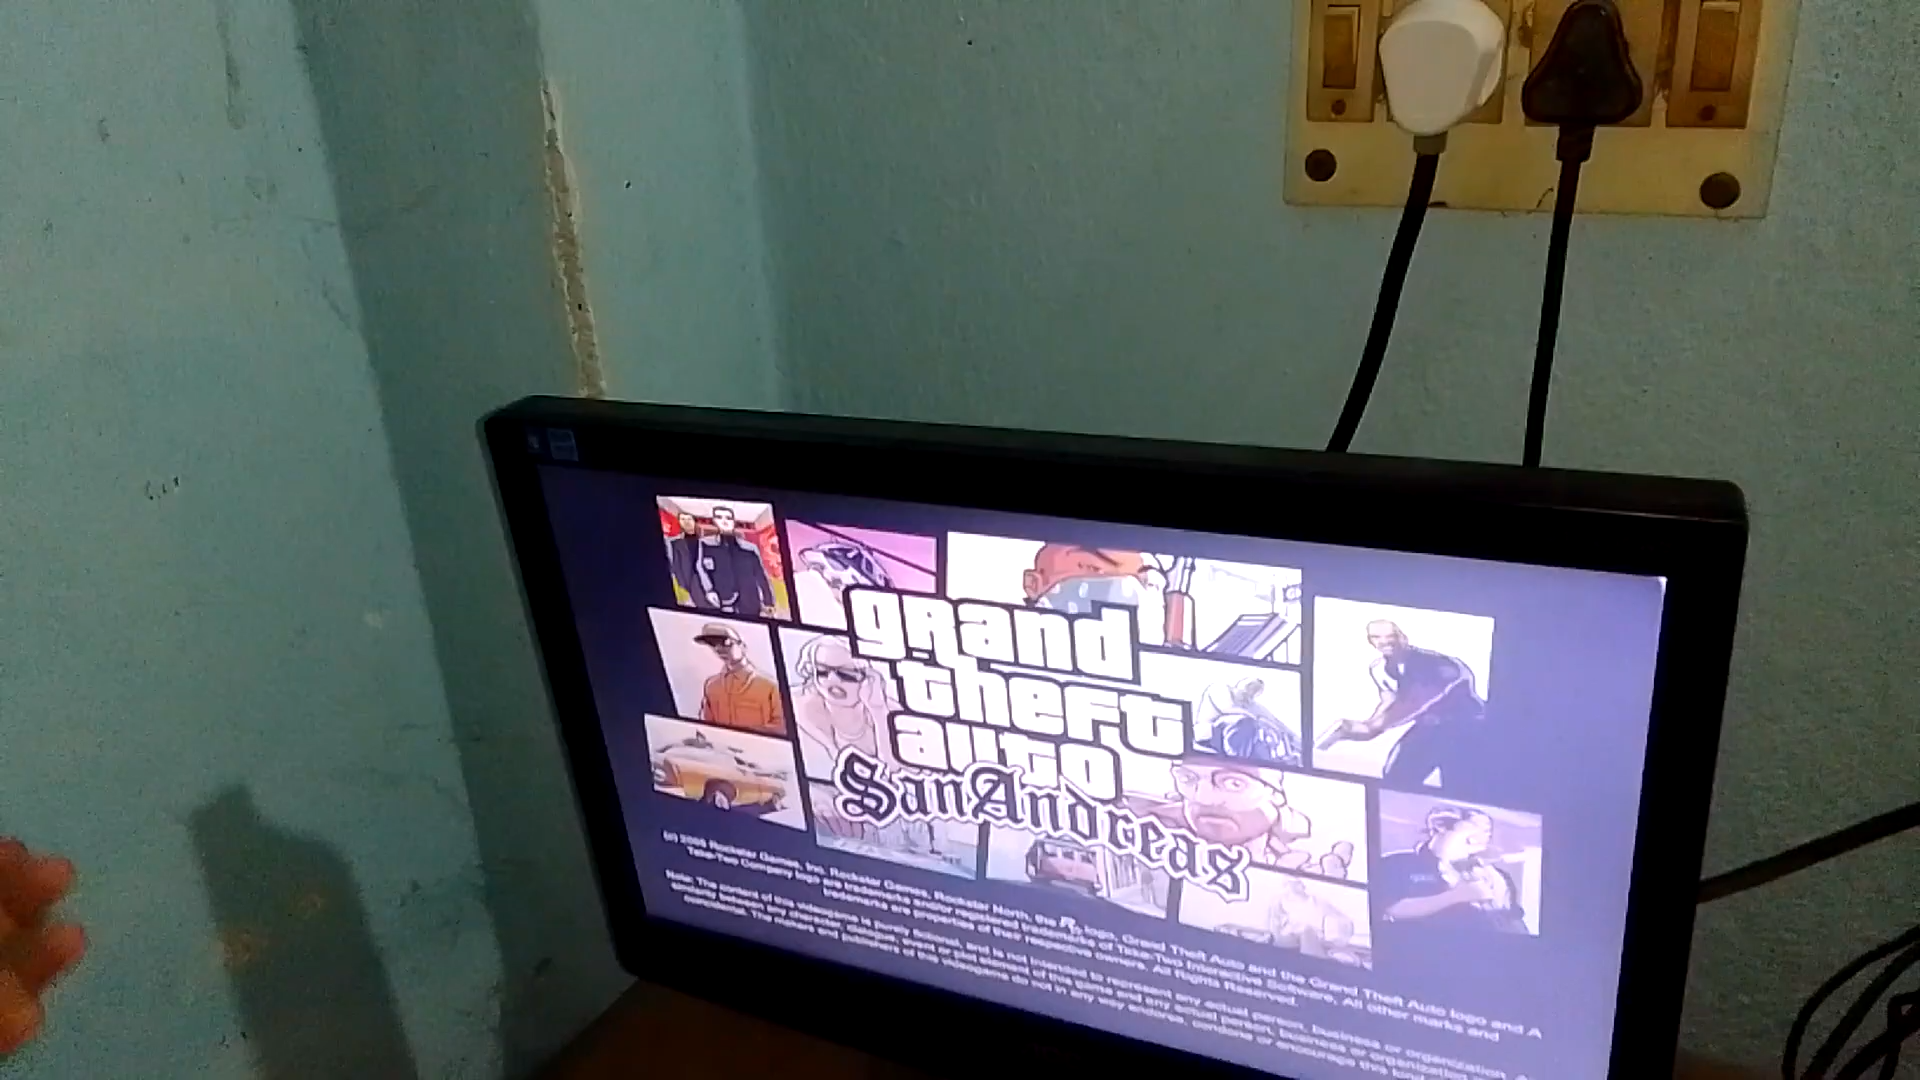 grand
theft
auto
San Andreas
(c) 2005 Rockstar Games, Inc. Rockstar Games, Rockstar North, the R logo, Grand Theft Auto and the Grand Theft Auto logo and A
Take-Two Company logo are trademarks and/or registered trademarks of Take-Two Interactive Software. All other marks and
trademarks are properties of their respective owners. All Rights Reserved.
Note: The content of this videogame is purely fictional, and is not intended to represent any actual person, business or organization.
similarity between any character, dialogue, event or plot element of this game and any actual person, business or organization
coincidental. The makers and publishers of this videogame do not in any way endorse, condone or encourage this kind